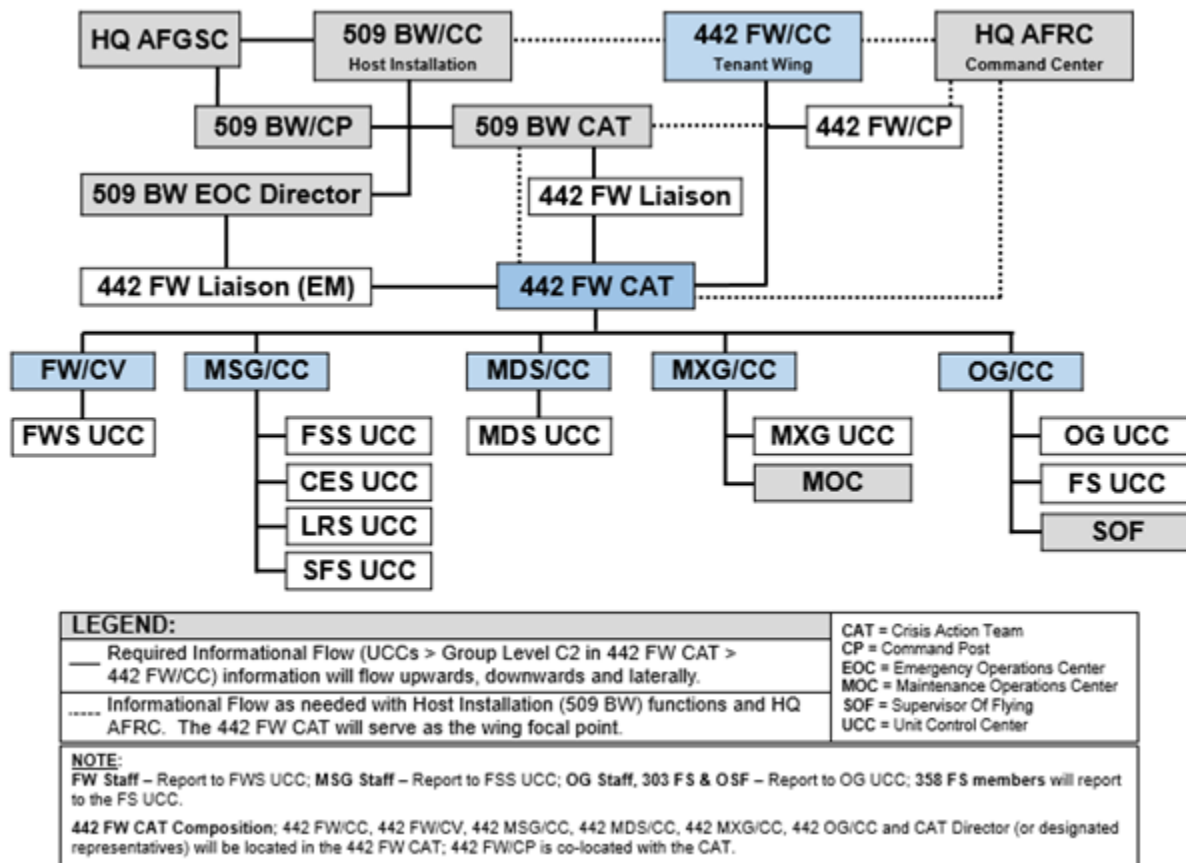 HQ AFGSC
509 BW/CC
Host Installation
442 FW/CC
Tenant Wing
HQ AFRC
Command Center
509 BW/CP
509 BW CAT
442 FW/CP
509 BW EOC Director
442 FW Liaison
442 FW Liaison (EM)
442 FW CAT
FW/CV
MSG/CC
MDS/CC
MXG/CC
OG/CC
FWS UCC
FSS UCC
MDS UCC
MXG UCC
OG UCC
CES UCC
MOC
FS UCC
LRS UCC
SOF
SFS UCC
LEGEND:
Required Informational Flow (UCCs > Group Level C2 in 442 FW CAT >
442 FW/CC) information will flow upwards, downwards and laterally.
Informational Flow as needed with Host Installation (509 BW) functions and HQ
AFRC. The 442 FW CAT will serve as the wing focal point.
CAT = Crisis Action Team
CP = Command Post
EOC = Emergency Operations Center
MOC = Maintenance Operations Center
SOF = Supervisor Of Flying
UCC = Unit Control Center
NOTE:
FW Staff – Report to FWS UCC; MSG Staff – Report to FSS UCC; OG Staff, 303 FS & OSF – Report to OG UCC; 358 FS members will report
to the FS UCC.
442 FW CAT Composition; 442 FW/CC, 442 FW/CV, 442 MSG/CC, 442 MDS/CC, 442 MXG/CC, 442 OG/CC and CAT Director (or designated
representatives) will be located in the 442 FW CAT; 442 FW/CP is co-located with the CAT.